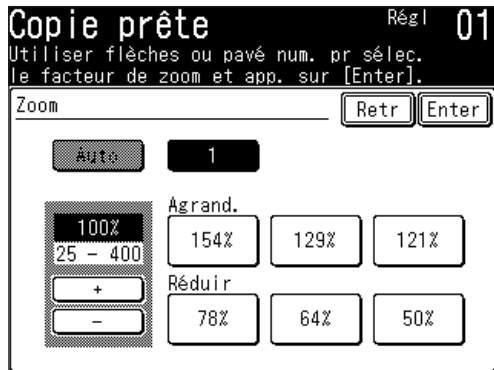 Copie prête Régl 01
Utiliser flèches ou pavé num. pr sélec.
le facteur de zoom et app. sur [Enter].
Zoom Retr Enter
Auto 1
Agrand.
100% 154% 129% 121%
25 - 400
+ Réduir
- 78% 64% 50%